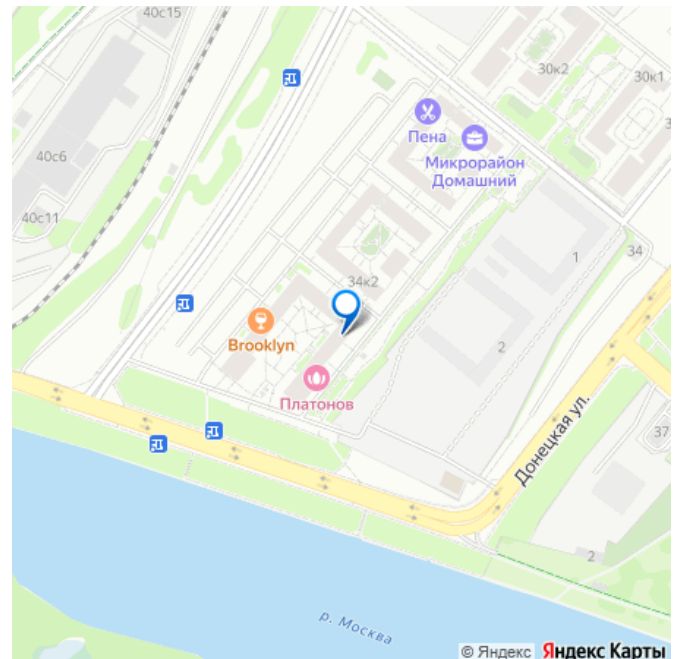 40с15
30к2
30к1
3
Пена
Микрорайон
Домашний
40с6
40с11
34
1
34к2
2
Brooklyn
Платонов
Донецкая ул.
37
2
р. Москва
© Яндекс Яндекс Карты